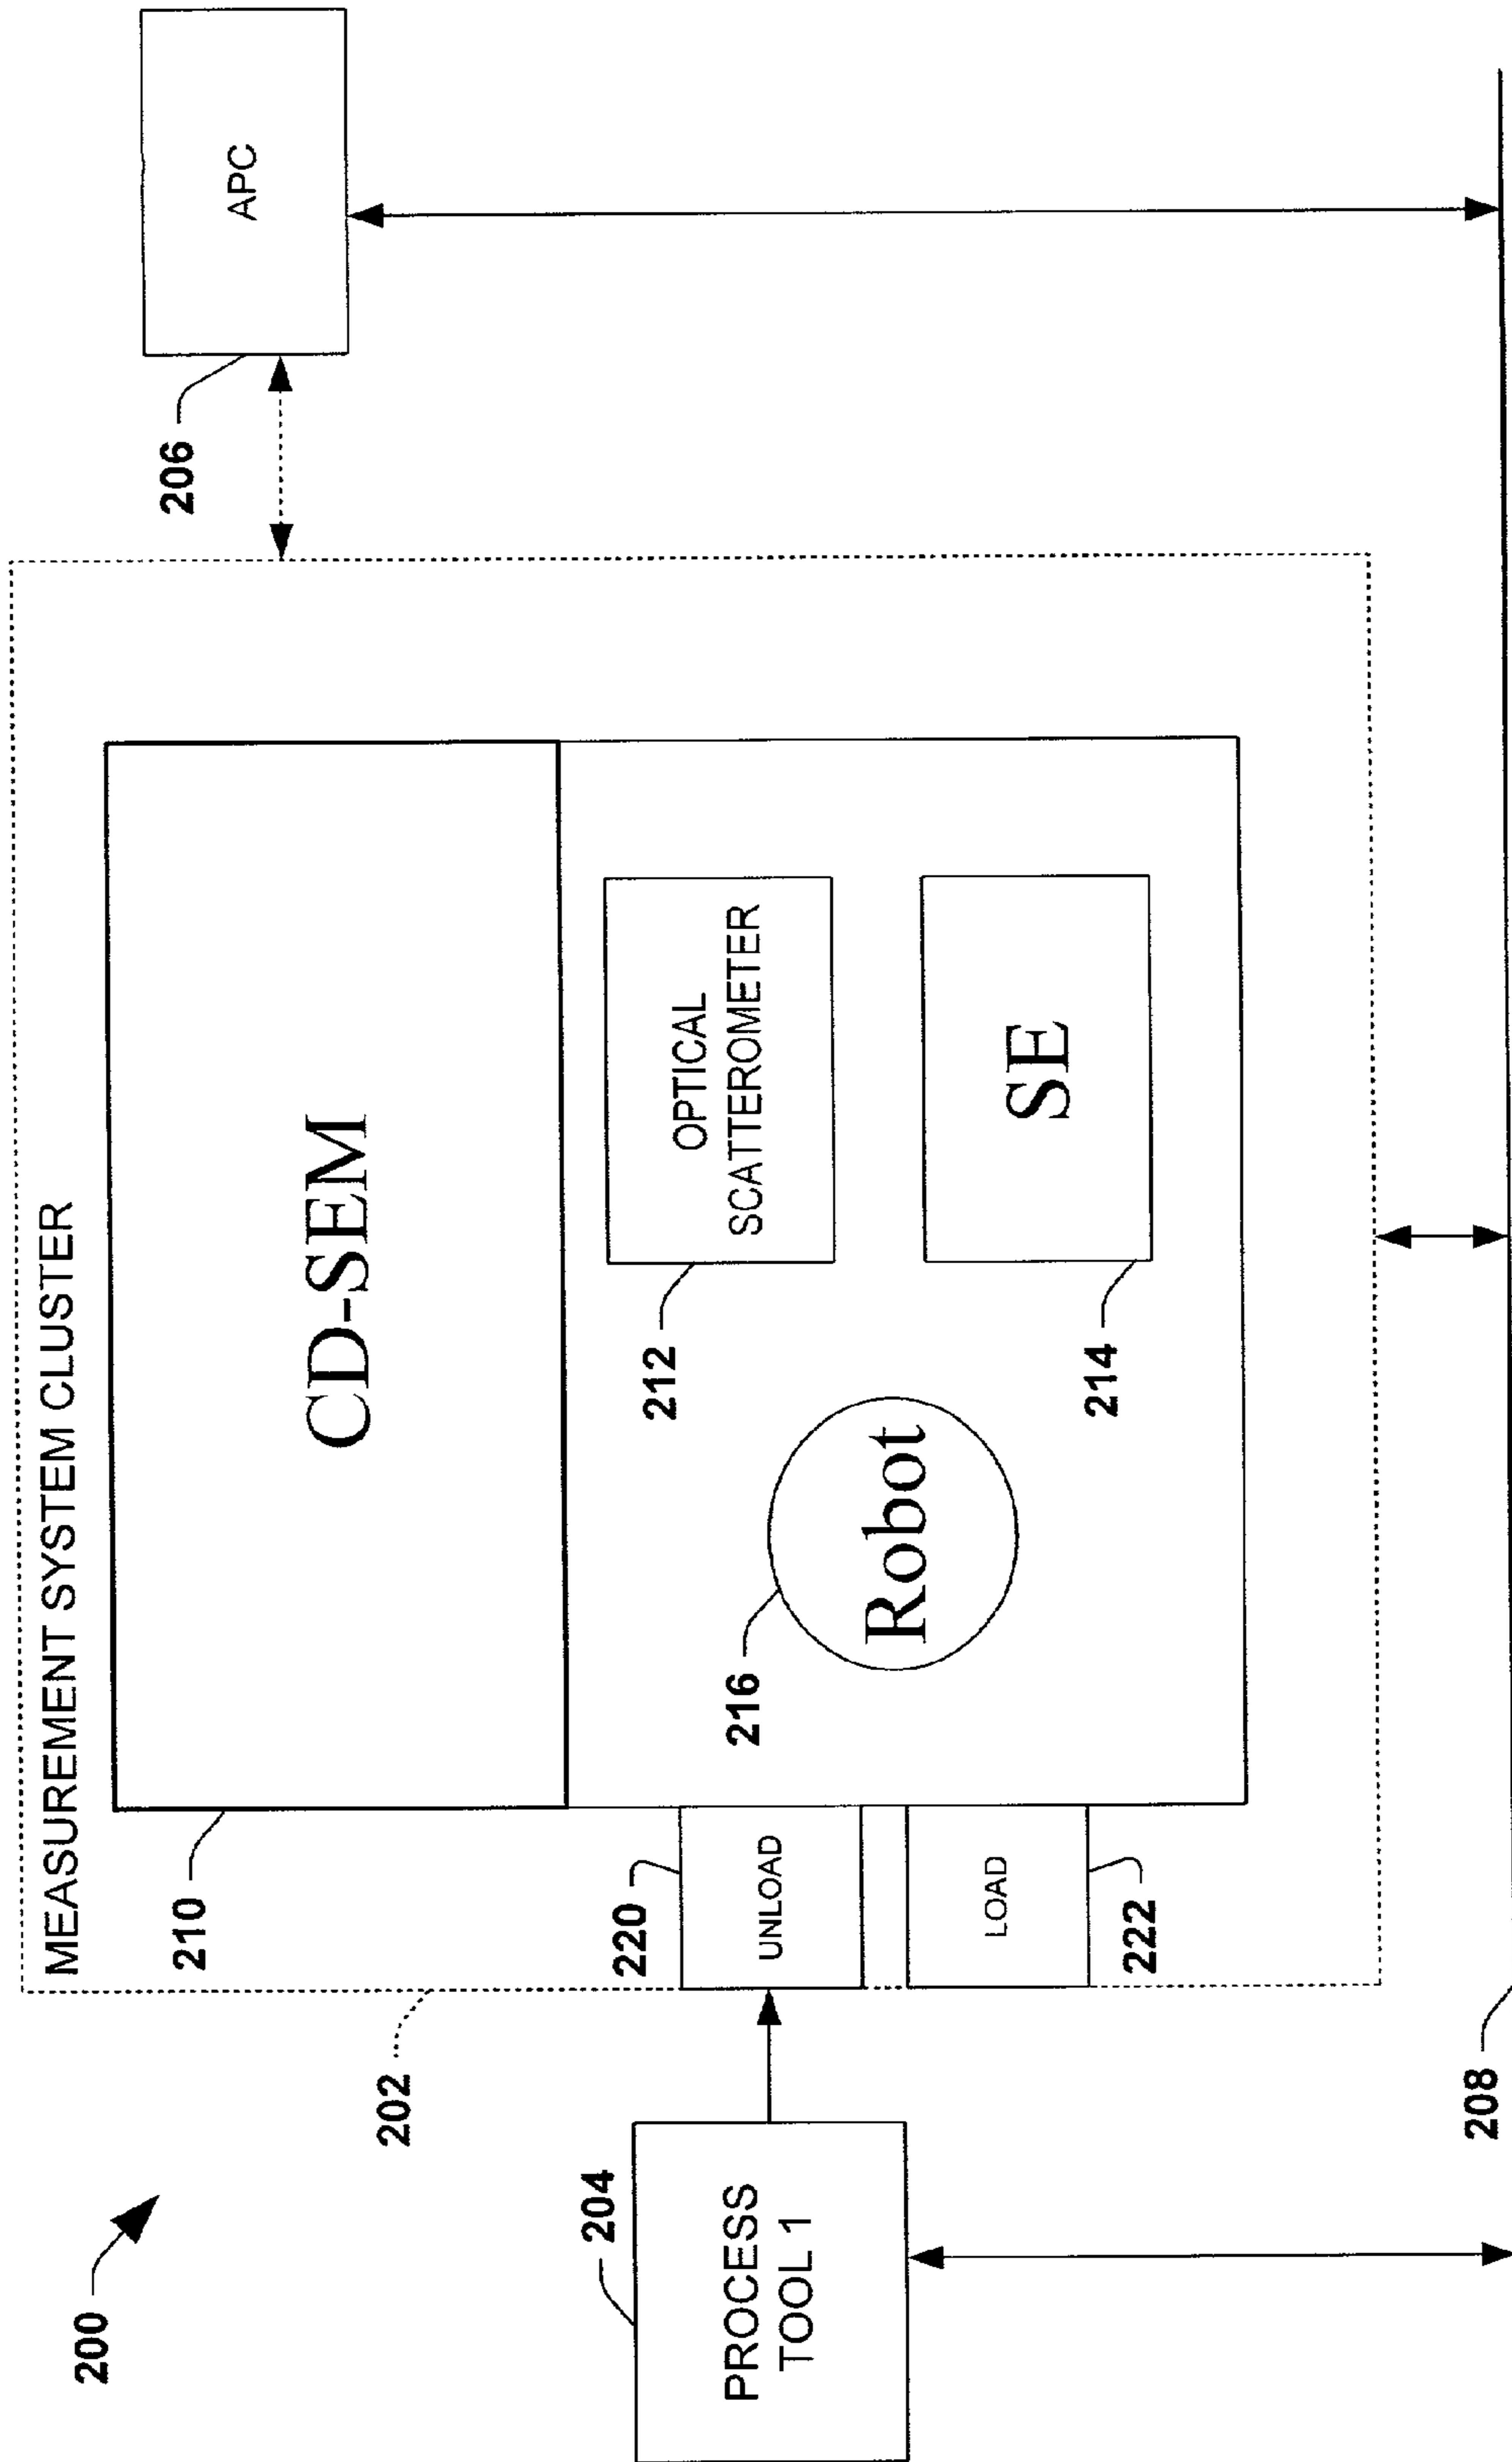 200
MEASUREMENT SYSTEM CLUSTER
202
210
CD-SEM
APC
206
204
PROCESS
TOOL 1
220
UNLOAD
216
Robot
212
OPTICAL
SCATTEROMETER
LOAD
222
214
SE
208